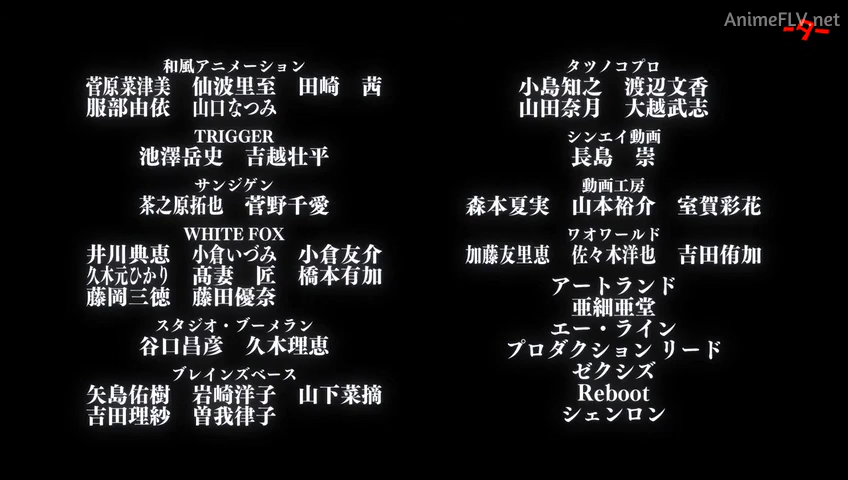 AnimeFLV.net
ーター
和風アニメーション
菅原菜津美　仙波里至　田崎　茜
服部由依　山口なつみ
TRIGGER
池澤岳史　吉越壮平
サンジゲン
茶之原拓也　菅野千愛
WHITE FOX
井川典恵　小倉いづみ　小倉友介
久木元ひかり　髙妻　匠　橋本有加
藤岡三徳　藤田優奈
スタジオ・ブーメラン
谷口昌彦　久木理恵
ブレインズベース
矢島佑樹　岩崎洋子　山下菜摘
吉田理紗　曽我律子
タツノコプロ
小島知之　渡辺文香
山田奈月　大越武志
シンエイ動画
長島　崇
動画工房
森本夏実　山本裕介　室賀彩花
ワオワールド
加藤友里恵　佐々木洋也　吉田侑加
アートランド
亜細亜堂
エー・ライン
プロダクション リード
ゼクシズ
Reboot
シェンロン